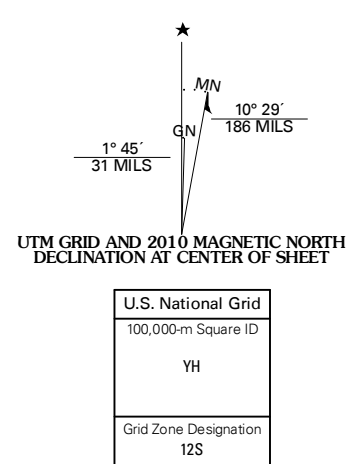 MN
GN
10° 29´
186 MILS
1° 45´
31 MILS
UTM GRID AND 2010 MAGNETIC NORTH
DECLINATION AT CENTER OF SHEET
U.S. National Grid
100,000-m Square ID
YH
Grid Zone Designation
12S